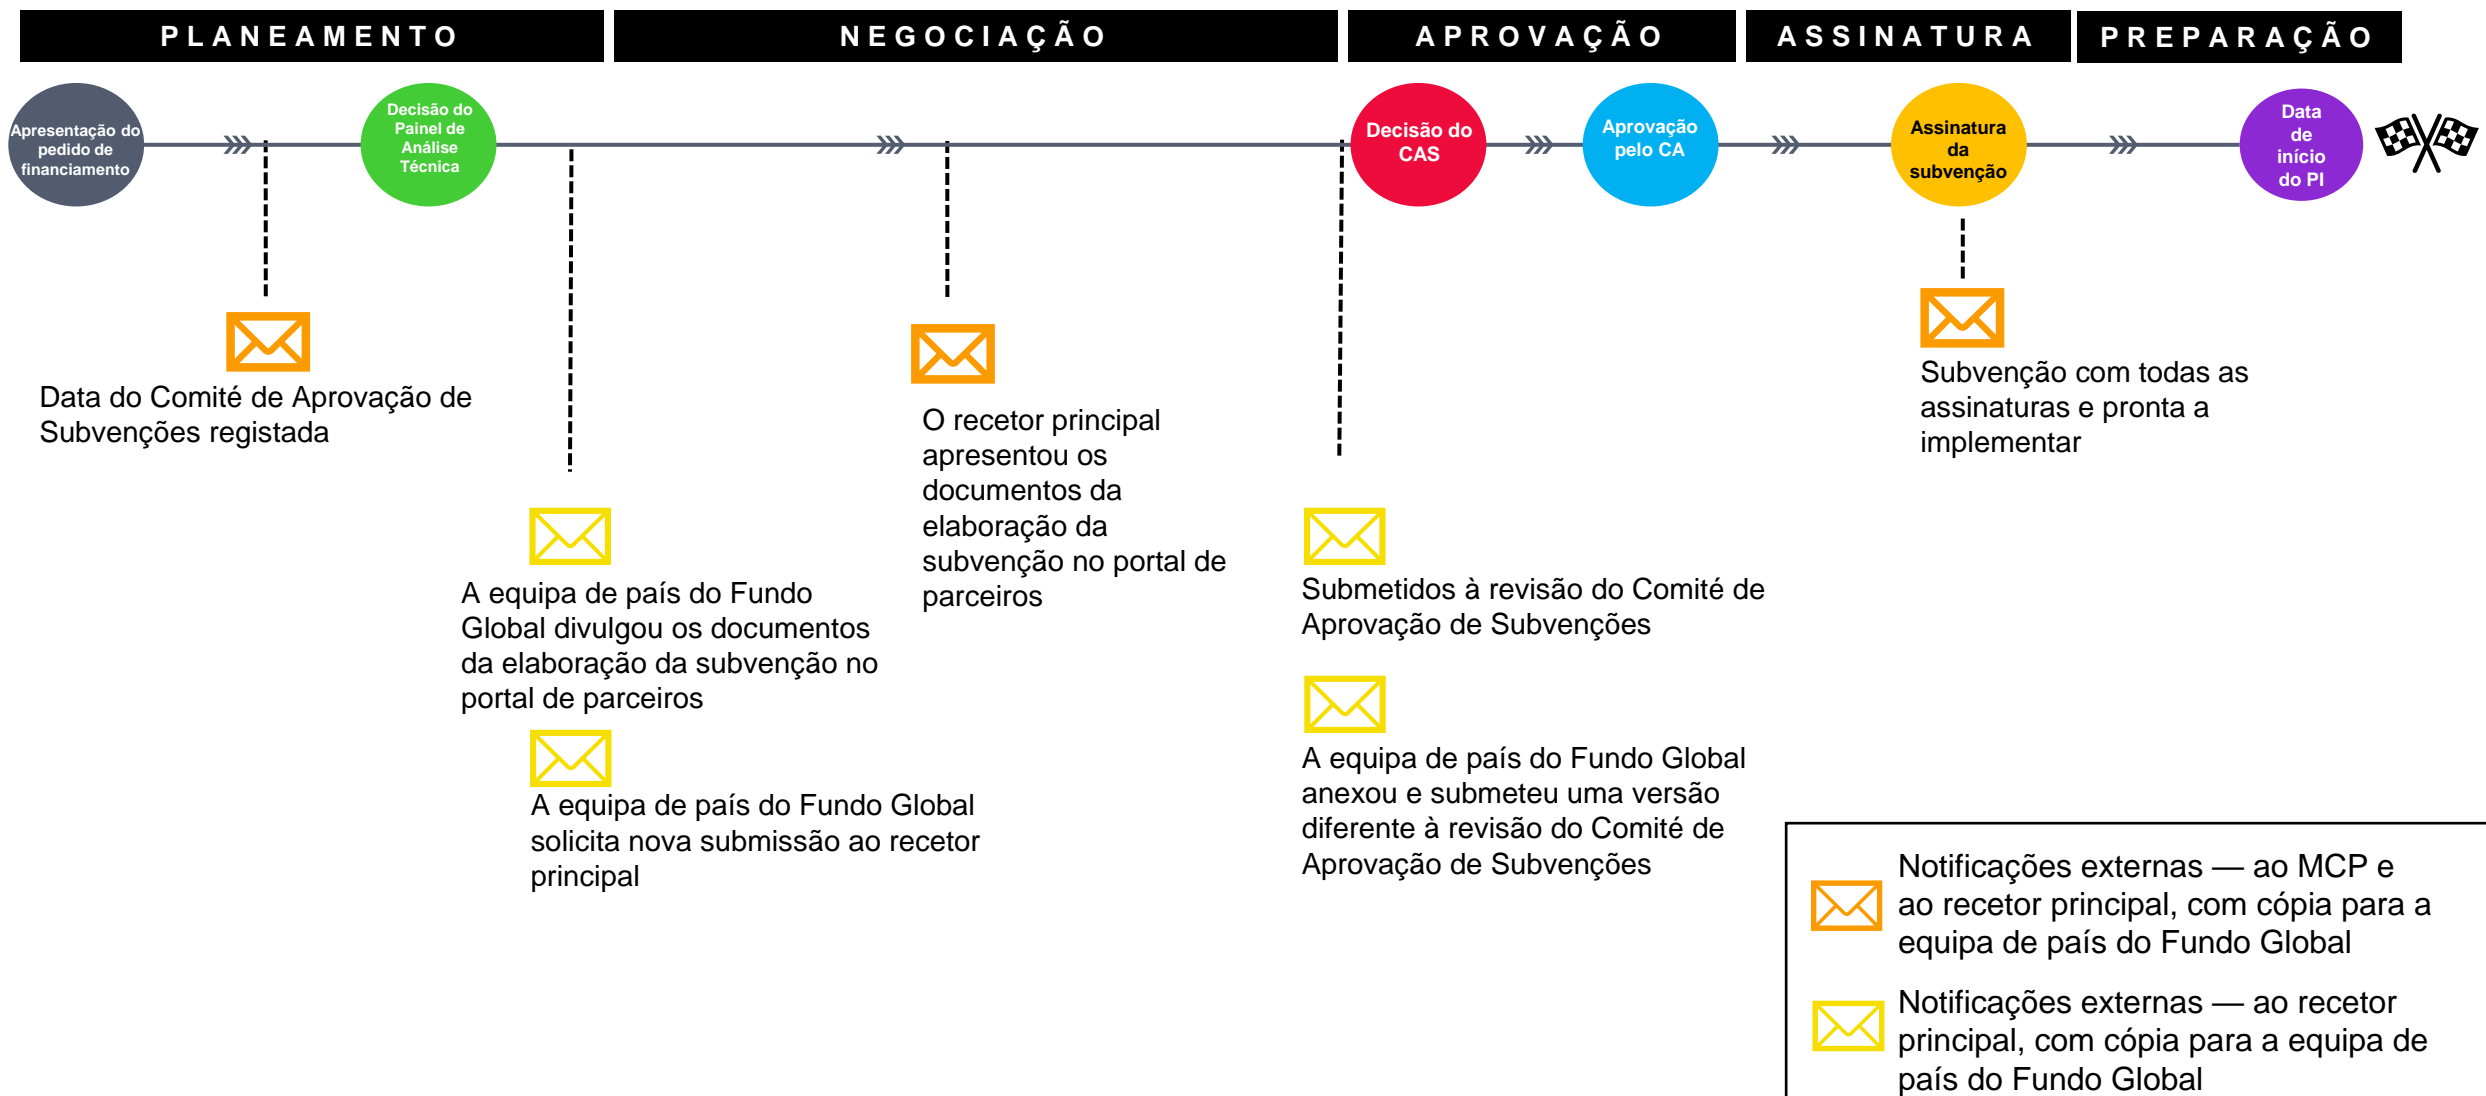 PLANEAMENTO
NEGOCIAÇÃO
APROVAÇÃO
ASSINATURA
PREPARAÇÃO
Apresentação do
pedido de
financiamento
Decisão do
Painel de
Análise
Técnica
Decisão do
CAS
Aprovação
pelo CA
Assinatura
da
subvenção
Data
de
início
do PI
Data do Comité de Aprovação de
Subvenções registada
A equipa de país do Fundo
Global divulgou os documentos
da elaboração da subvenção no
portal de parceiros
A equipa de país do Fundo Global
solicita nova submissão ao recetor
principal
O recetor principal
apresentou os
documentos da
elaboração da
subvenção no portal de
parceiros
Submetidos à revisão do Comité de
Aprovação de Subvenções
A equipa de país do Fundo Global
anexou e submeteu uma versão
diferente à revisão do Comité de
Aprovação de Subvenções
Subvenção com todas as
assinaturas e pronta a
implementar
Notificações externas — ao MCP e
ao recetor principal, com cópia para a
equipa de país do Fundo Global
Notificações externas — ao recetor
principal, com cópia para a equipa de
país do Fundo Global